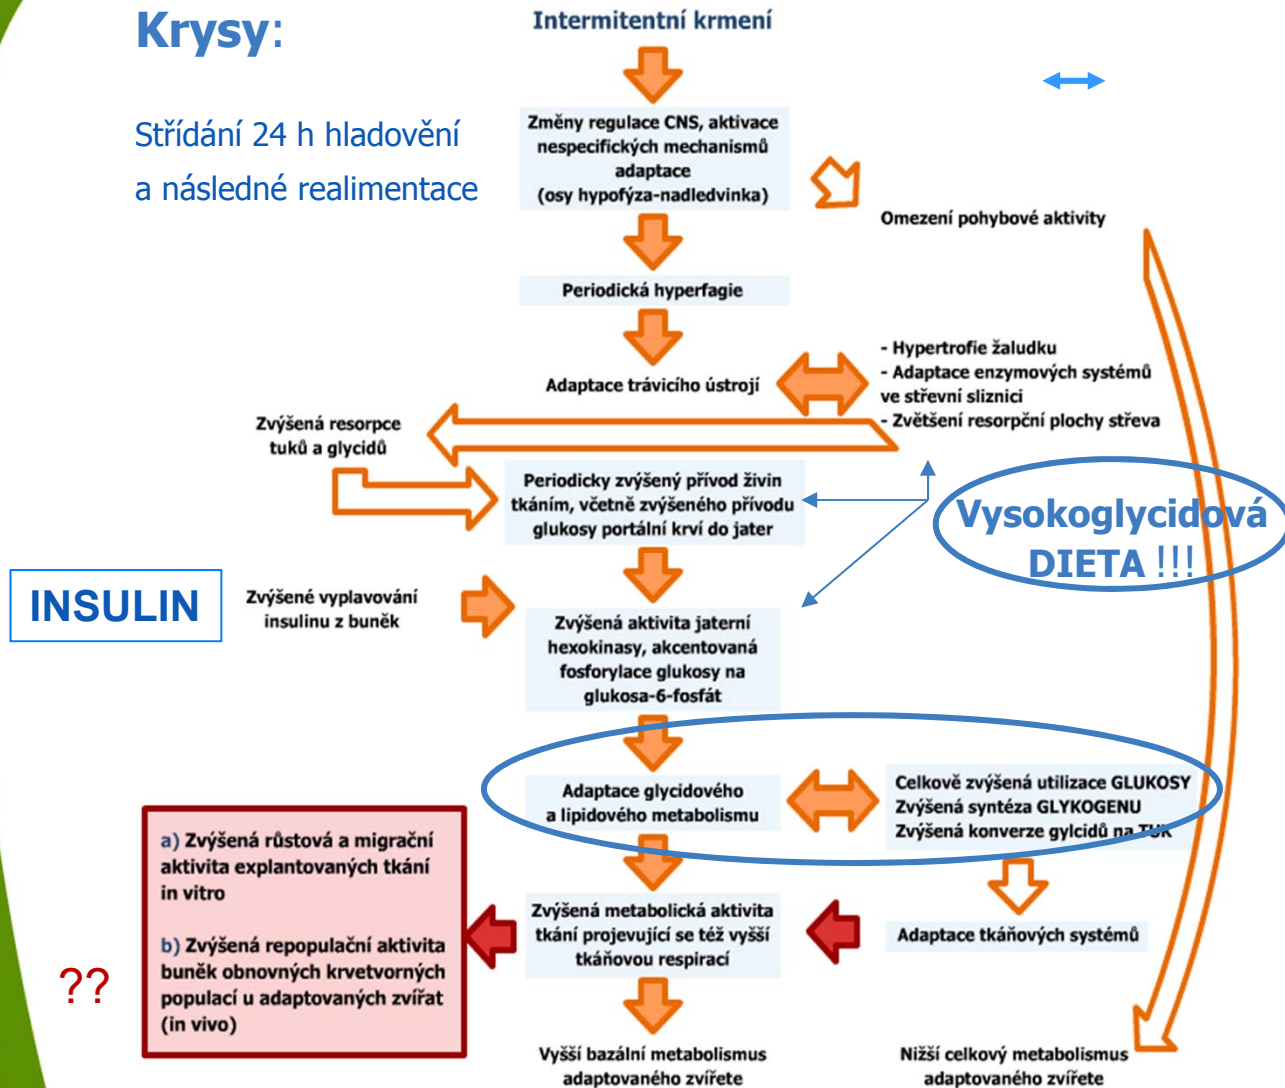 Krysy:
Střídání 24 h hladovění
a následné realimentace
Intermitentní krmení
Změny regulace CNS, aktivace
nespecifických mechanismů
adaptace
(osy hypofýza-nadledvinka)
Omezení pohybové aktivity
Periodická hyperfagie
Adaptace trávicího ústrojí
- Hypertrofie žaludku
- Adaptace enzymových systémů
ve střevní sliznici
- Zvětšení resorpční plochy střeva
Zvýšená resorpce
tuků a glycidů
Periodicky zvýšený přívod živin
tkáním, včetně zvýšeného přívodu
glukosy portální krví do jater
Vysokoglycidová
DIETA !!!
INSULIN
Zvýšené vyplavování
insulinu z buněk
Zvýšená aktivita jaterní
hexokinasy, akcentovaná
fosforylace glukosy na
glukosa-6-fosfát
Adaptace glycidového
a lipidového metabolismu
Celkově zvýšená utilizace GLUKOSY
Zvýšená syntéza GLYKOGENU
Zvýšená konverze gylcidů na TUK
a) Zvýšená růstová a migrační
aktivita explantovaných tkání
in vitro
b) Zvýšená repopulační aktivita
buněk obnovných krvetvorných
populací u adaptovaných zvířat
(in vivo)
??
Zvýšená metabolická aktivita
tkání projevující se též vyšší
tkáňovou respirací
Adaptace tkáňových systémů
Vyšší bazální metabolismus
adaptovaného zvířete
Nižší celkový metabolismus
adaptovaného zvířete